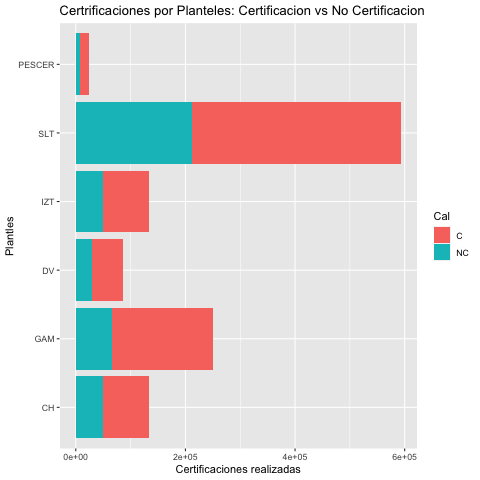 Certrificaciones por Planteles: Certificacion vs No Certificacion
PESCER
SLT
IZT
DV
GAM
CH
Plantles
0e+00 2e+05 4e+05 6e+05
Certificaciones realizadas
Cal
C
NC